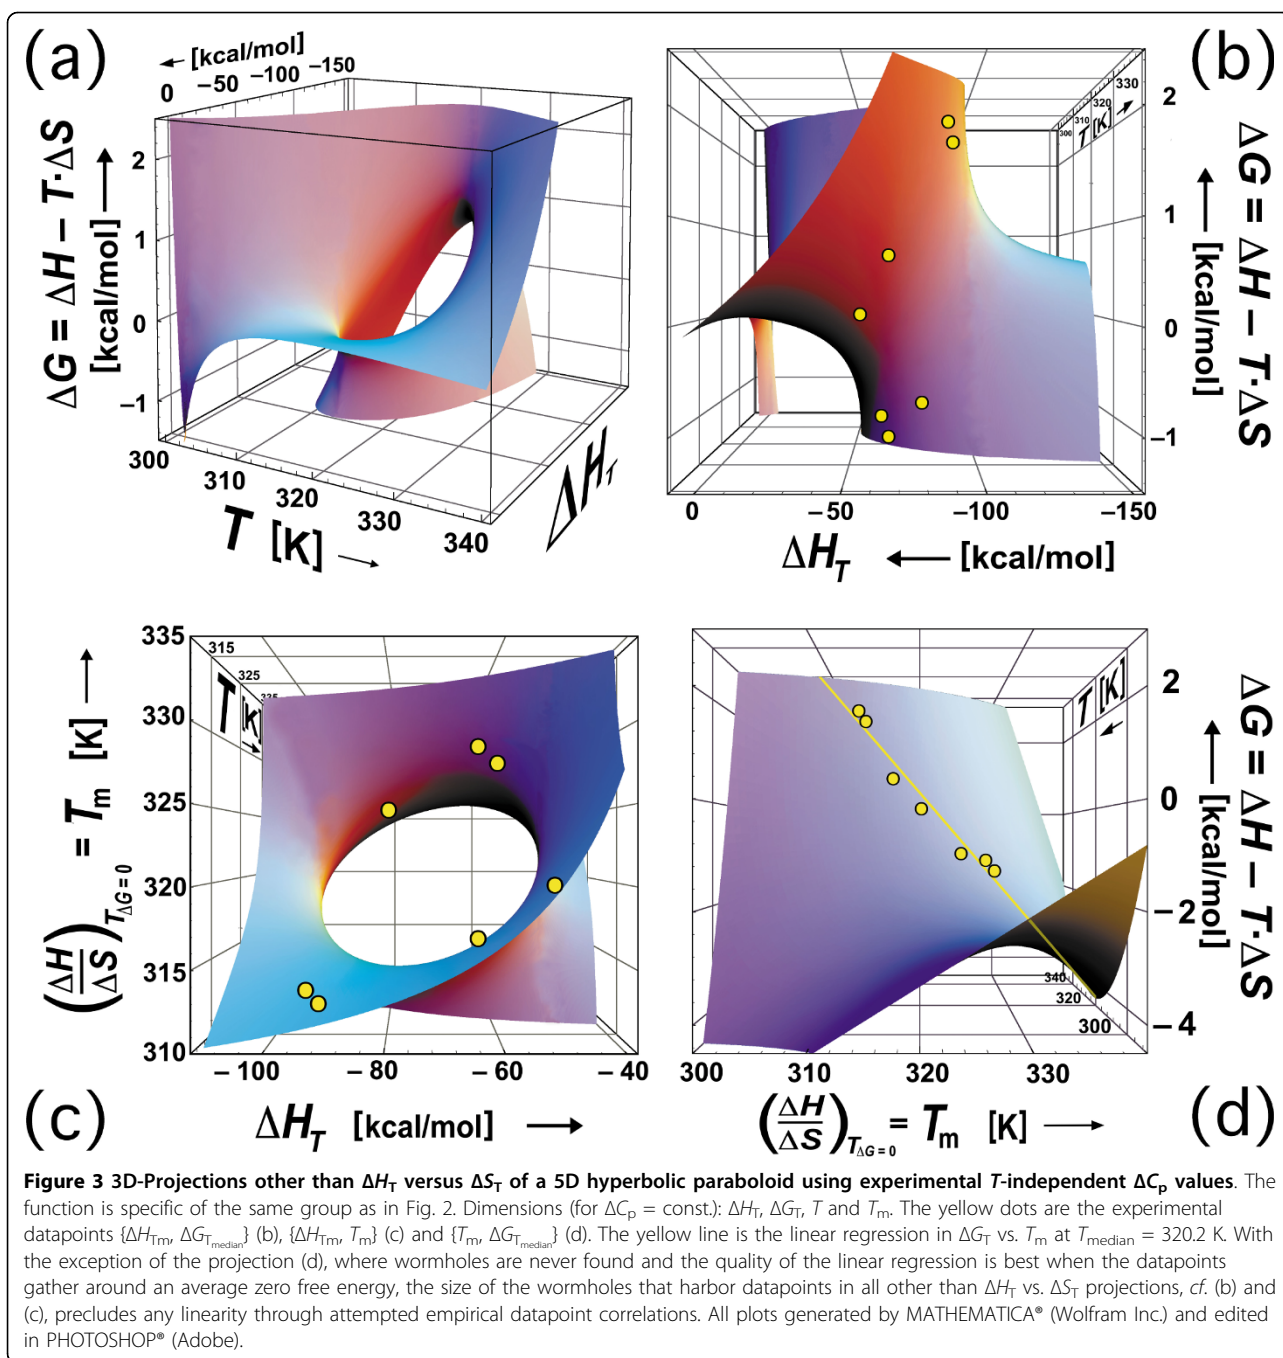 (a)
← [kcal/mol]
0 −50 −100 −150
ΔG = ΔH − T·ΔS
[kcal/mol] →
2
1
0
−1
300
310
320
330
340
T [K] →
ΔH_T
(b)
330
320
310
300
T [K] →
2
1
0
−1
ΔG = ΔH − T·ΔS
[kcal/mol] →
0 −50 −100 −150
ΔH_T ← [kcal/mol]
335
330
325
320
315
310
315
325
335
T [K] →
(ΔH/ΔS)_{T_{ΔG=0}} = T_m [K] →
−100 −80 −60 −40
(c)
ΔH_T [kcal/mol] →
T [K] ←
2
0
−2
−4
340
320
300
ΔG = ΔH − T·ΔS
[kcal/mol] →
300 310 320 330
(ΔH/ΔS)_{T_{ΔG=0}} = T_m [K] →
(d)
Figure 3 3D-Projections other than ΔH_T versus ΔS_T of a 5D hyperbolic paraboloid using experimental T-independent ΔC_p values. The
function is specific of the same group as in Fig. 2. Dimensions (for ΔC_p = const.): ΔH_T, ΔG_T, T and T_m. The yellow dots are the experimental
datapoints {ΔH_{Tm}, ΔG_{T_{median}}} (b), {ΔH_{Tm}, T_m} (c) and {T_m, ΔG_{T_{median}}} (d). The yellow line is the linear regression in ΔG_T vs. T_m at T_median = 320.2 K. With
the exception of the projection (d), where wormholes are never found and the quality of the linear regression is best when the datapoints
gather around an average zero free energy, the size of the wormholes that harbor datapoints in all other than ΔH_T vs. ΔS_T projections, cf. (b) and
(c), precludes any linearity through attempted empirical datapoint correlations. All plots generated by MATHEMATICA® (Wolfram Inc.) and edited
in PHOTOSHOP® (Adobe).